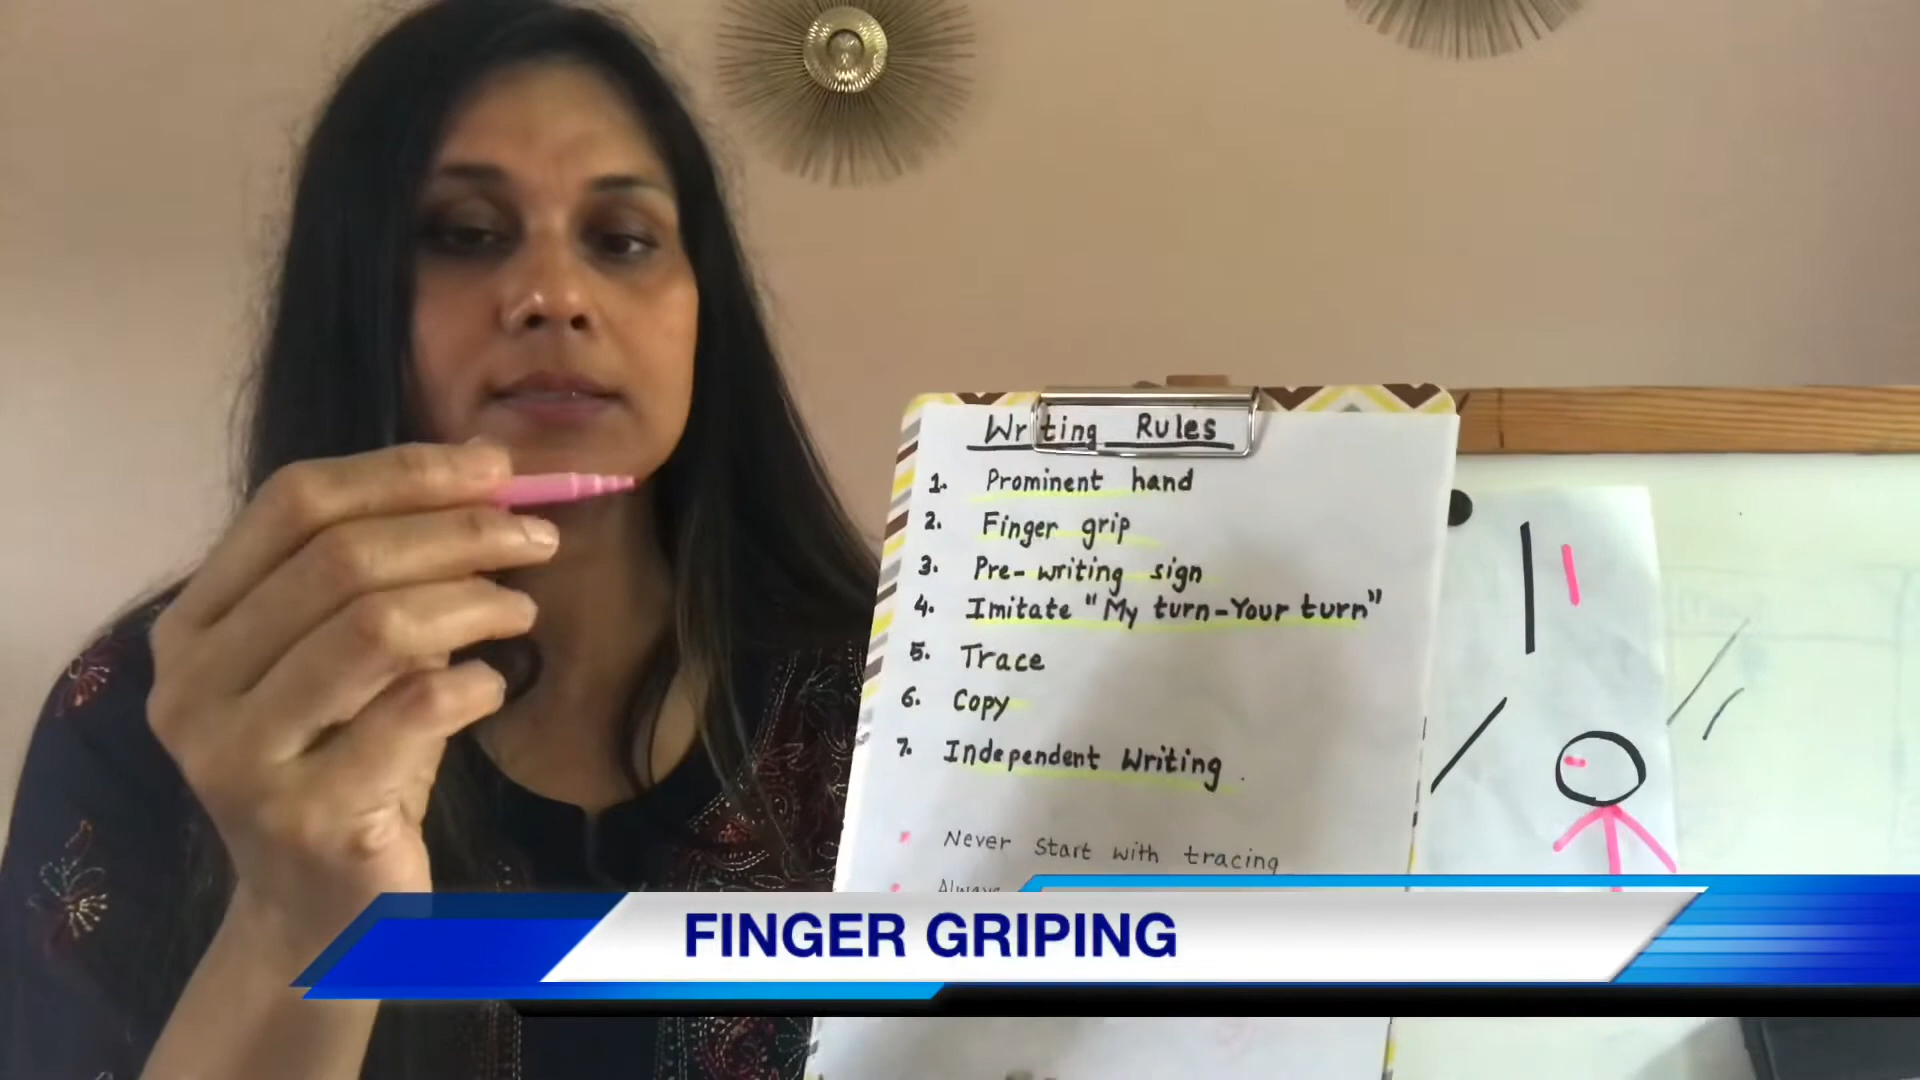 Writing Rules
1. Prominent hand
2. Finger grip
3. Pre-writing sign
4. Imitate "My turn-Your turn"
5. Trace
6. Copy
7. Independent Writing.
Never start with tracing
Always
FINGER GRIPING